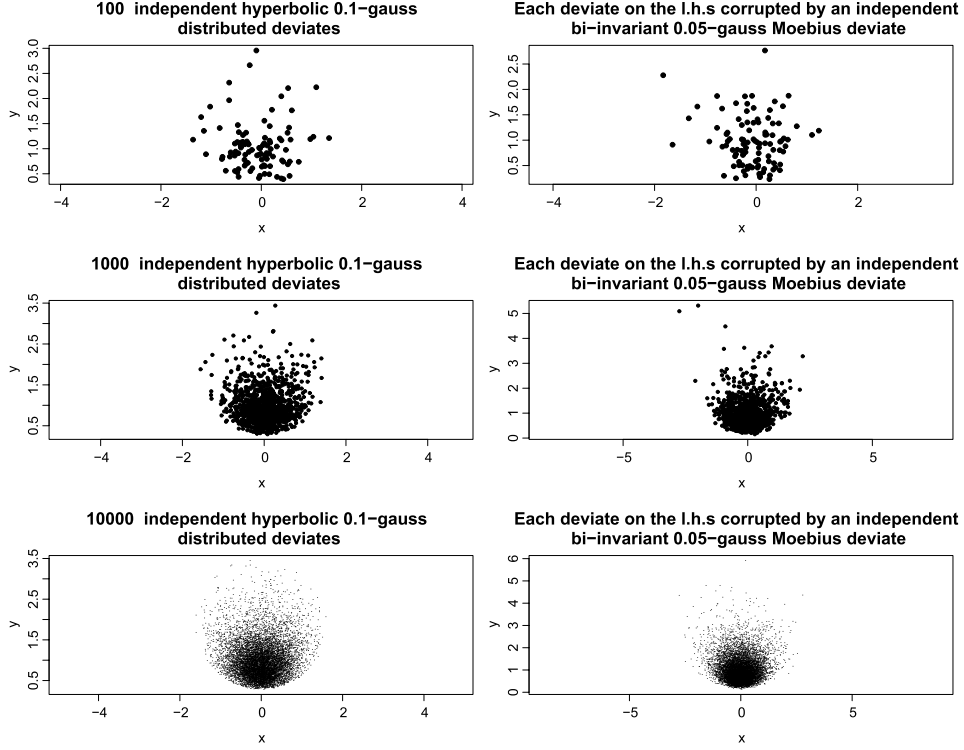 100  independent hyperbolic 0.1−gauss
distributed deviates
3.0
2.5
2.0
1.5
1.0
0.5
y
−4
−2
0
2
4
x
Each deviate on the l.h.s corrupted by an independent
bi−invariant 0.05−gauss Moebius deviate
2.5
2.0
1.5
1.0
0.5
y
−4
−2
0
2
x
1000  independent hyperbolic 0.1−gauss
distributed deviates
3.5
2.5
1.5
0.5
y
−4
−2
0
2
4
x
Each deviate on the l.h.s corrupted by an independent
bi−invariant 0.05−gauss Moebius deviate
5
4
3
2
1
0
y
−5
0
5
x
10000  independent hyperbolic 0.1−gauss
distributed deviates
3.5
2.5
1.5
0.5
y
−4
−2
0
2
4
x
Each deviate on the l.h.s corrupted by an independent
bi−invariant 0.05−gauss Moebius deviate
6
5
4
3
2
1
0
y
−5
0
5
x